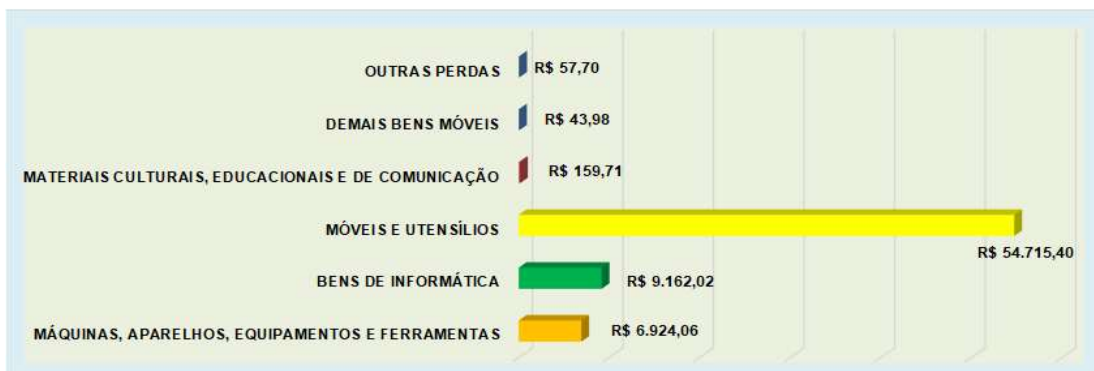 OUTRAS PERDAS R$ 57,70
DEMAIS BENS MÓVEIS R$ 43,98
MATERIAIS CULTURAIS, EDUCACIONAIS E DE COMUNICAÇÃO R$ 159,71
MÓVEIS E UTENSÍLIOS R$ 54.715,40
BENS DE INFORMÁTICA R$ 9.162,02
MÁQUINAS, APARELHOS, EQUIPAMENTOS E FERRAMENTAS R$ 6.924,06